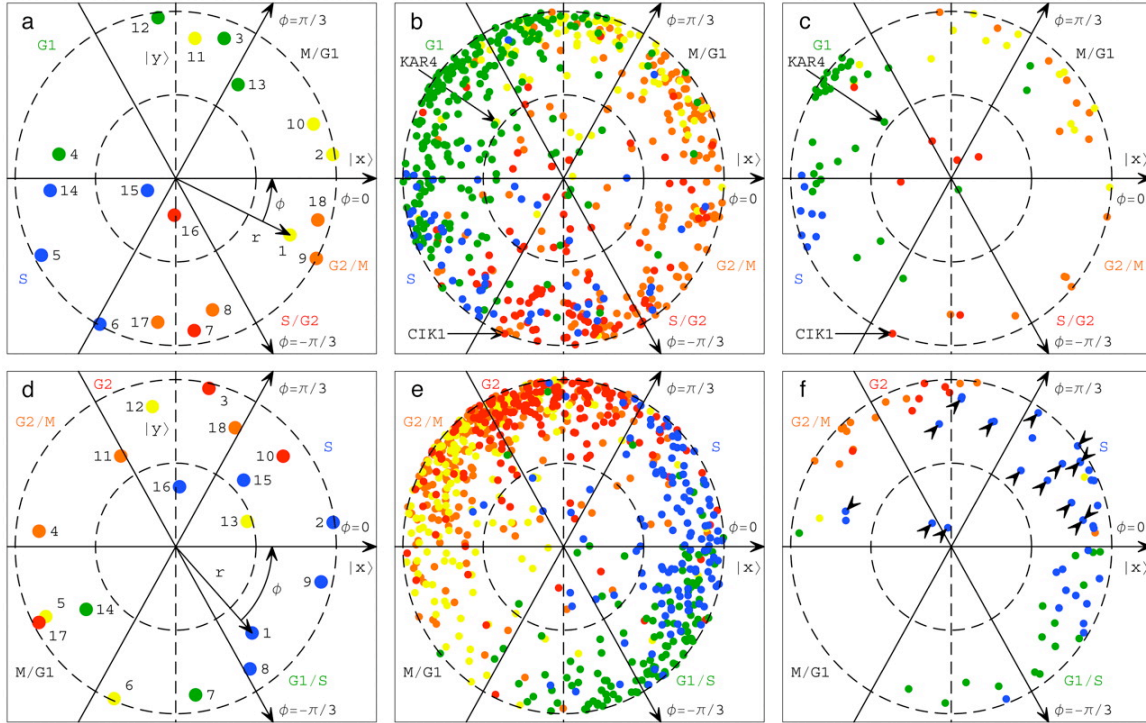 a
12
G1
|y⟩
11
3
ϕ=π/3
M/G1
13
10
4
2
|x⟩
14
15
ϕ=0
16
ϕ
18
r
1
9
G2/M
5
S
8
17
6
7
S/G2
ϕ=-π/3
b
ϕ=π/3
G1
M/G1
KAR4
|x⟩
ϕ=0
G2/M
S
S/G2
CIK1
ϕ=-π/3
c
ϕ=π/3
G1
M/G1
KAR4
|x⟩
ϕ=0
G2/M
S
S/G2
CIK1
ϕ=-π/3
d
G2
3
ϕ=π/3
12
|y⟩
18
G2/M
S
11
10
16
15
13
2
ϕ=0
4
|x⟩
r
ϕ
9
5
14
17
1
M/G1
8
G1/S
6
7
ϕ=-π/3
e
G2
ϕ=π/3
G2/M
S
ϕ=0
|x⟩
M/G1
G1/S
ϕ=-π/3
f
G2
ϕ=π/3
G2/M
S
ϕ=0
|x⟩
M/G1
G1/S
ϕ=-π/3